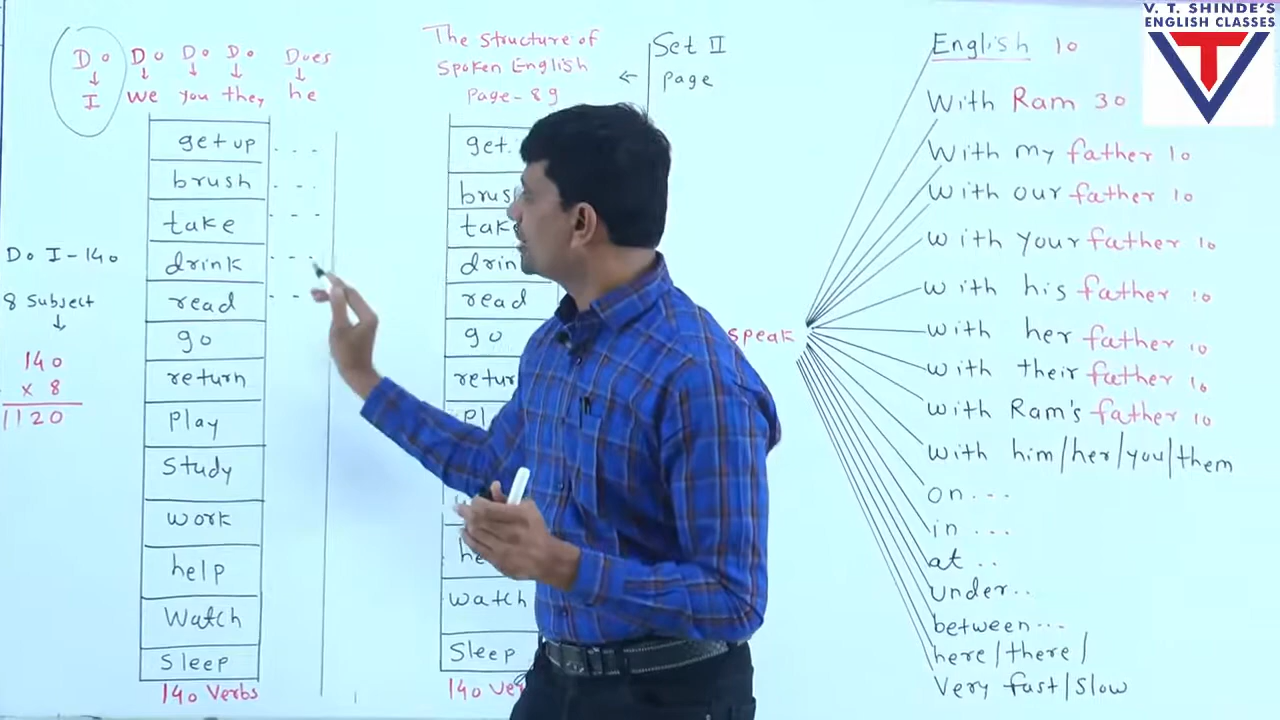 V. T. SHINDE'S
ENGLISH CLASSES
Do Do Do Do Does
I we you they he
get up
brush
take
drink
read
go
return
Play
Study
work
help
Watch
Sleep
140 Verbs
Do I - 140
8 Subject
140
x 8
1120
The Structure of
Spoken English
page - 89
Set II
page
get
brus
take
drin
read
go
retur
Pl
he
watch
Sleep
140 Ver
speak
English 10
With Ram 30
With my father 10
With our father 10
With your father 10
with his father 10
with her father 10
with their father 10
with Ram's father 10
with him/her/you/them
on...
in ...
at ..
under..
between...
here/there/
Very fast/slow